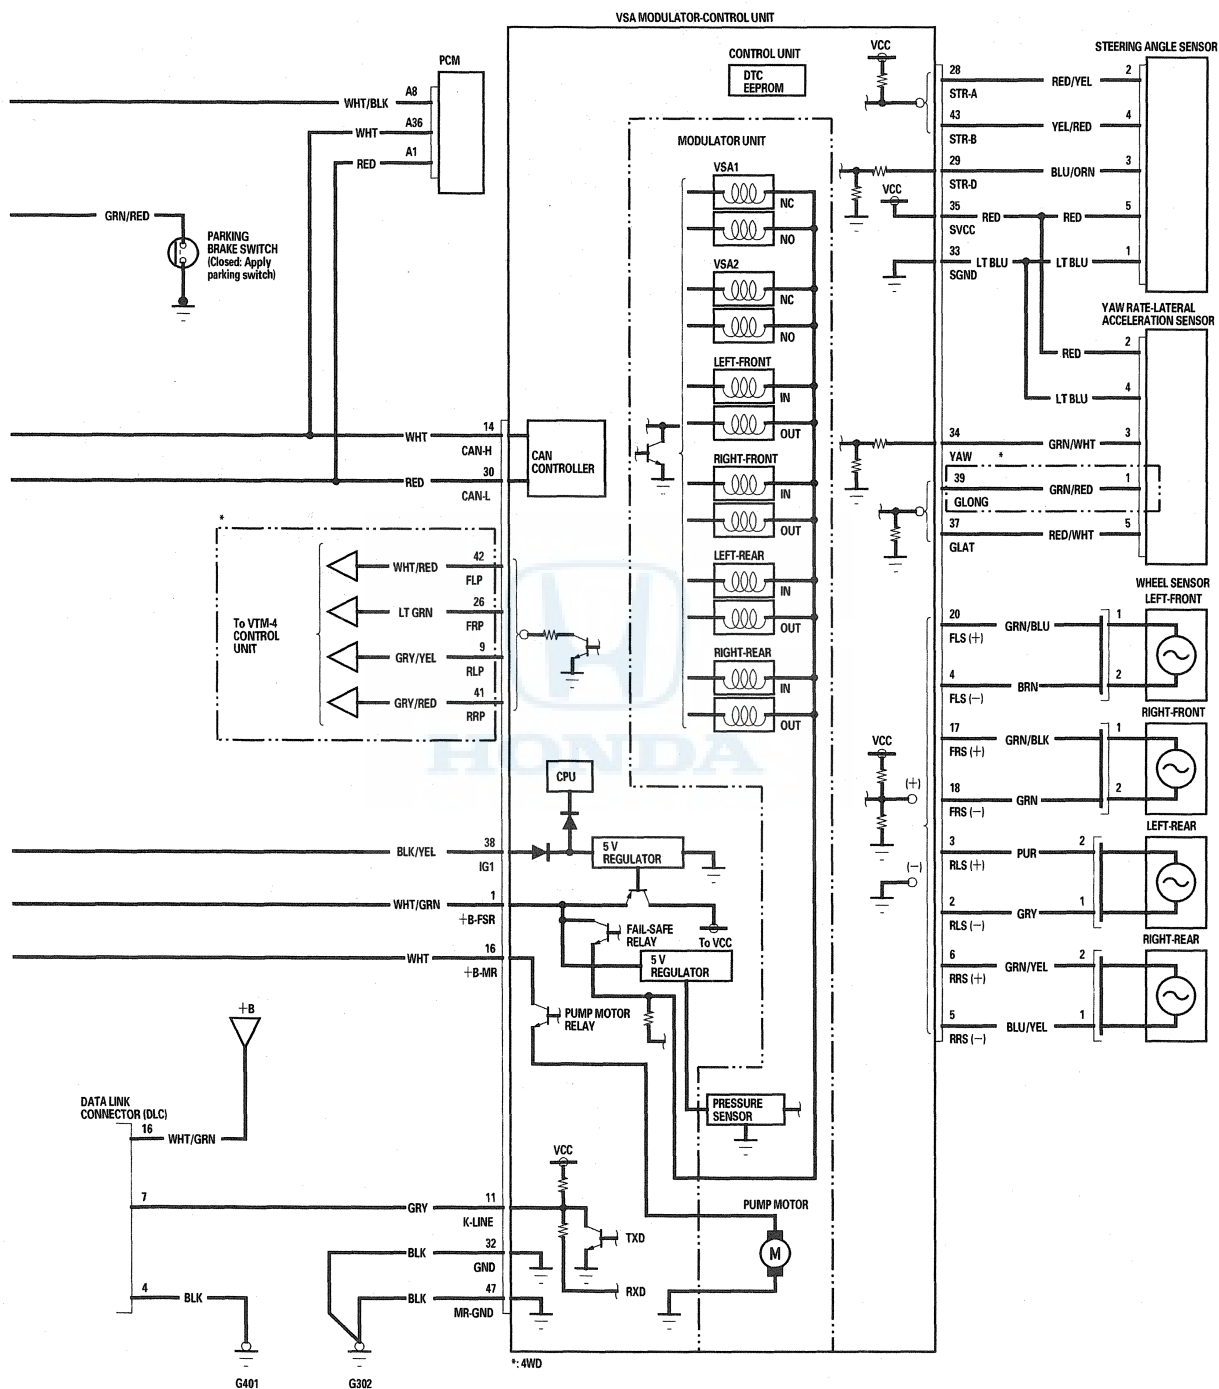 VSA MODULATOR-CONTROL UNIT
PCM
A8
WHT/BLK
A36
WHT
A1
RED
GRN/RED
PARKING
BRAKE SWITCH
(Closed: Apply
parking switch)
CONTROL UNIT
DTC
EEPROM
MODULATOR UNIT
VSA1
NC
NO
VSA2
NC
NO
LEFT-FRONT
IN
OUT
RIGHT-FRONT
IN
OUT
LEFT-REAR
IN
OUT
RIGHT-REAR
IN
OUT
WHT
14
CAN-H
RED
30
CAN-L
CAN
CONTROLLER
*
To VTM-4
CONTROL
UNIT
WHT/RED
42
FLP
LT GRN
26
FRP
GRY/YEL
9
RLP
GRY/RED
41
RRP
HONDA
CPU
BLK/YEL
38
IG1
5 V
REGULATOR
WHT/GRN
1
+B-FSR
FAIL-SAFE
RELAY
To VCC
WHT
16
+B-MR
5 V
REGULATOR
PUMP MOTOR
RELAY
PRESSURE
SENSOR
+B
DATA LINK
CONNECTOR (DLC)
16
WHT/GRN
7
GRY
11
K-LINE
VCC
TXD
RXD
BLK
32
GND
4
BLK
BLK
47
MR-GND
PUMP MOTOR
M
G401
G302
*: 4WD
VCC
28
STR-A
RED/YEL
2
43
STR-B
YEL/RED
4
29
STR-D
BLU/ORN
3
VCC
35
SVCC
RED
RED
5
33
SGND
LT BLU
LT BLU
1
STEERING ANGLE SENSOR
YAW RATE-LATERAL
ACCELERATION SENSOR
RED
2
LT BLU
4
34
YAW
GRN/WHT
3
*
39
GLONG
GRN/RED
1
37
GLAT
RED/WHT
5
WHEEL SENSOR
LEFT-FRONT
20
FLS (+)
GRN/BLU
1
4
FLS (−)
BRN
2
RIGHT-FRONT
VCC
(+)
(−)
17
FRS (+)
GRN/BLK
1
18
FRS (−)
GRN
2
LEFT-REAR
3
RLS (+)
PUR
2
2
RLS (−)
GRY
1
RIGHT-REAR
6
RRS (+)
GRN/YEL
2
5
RRS (−)
BLU/YEL
1